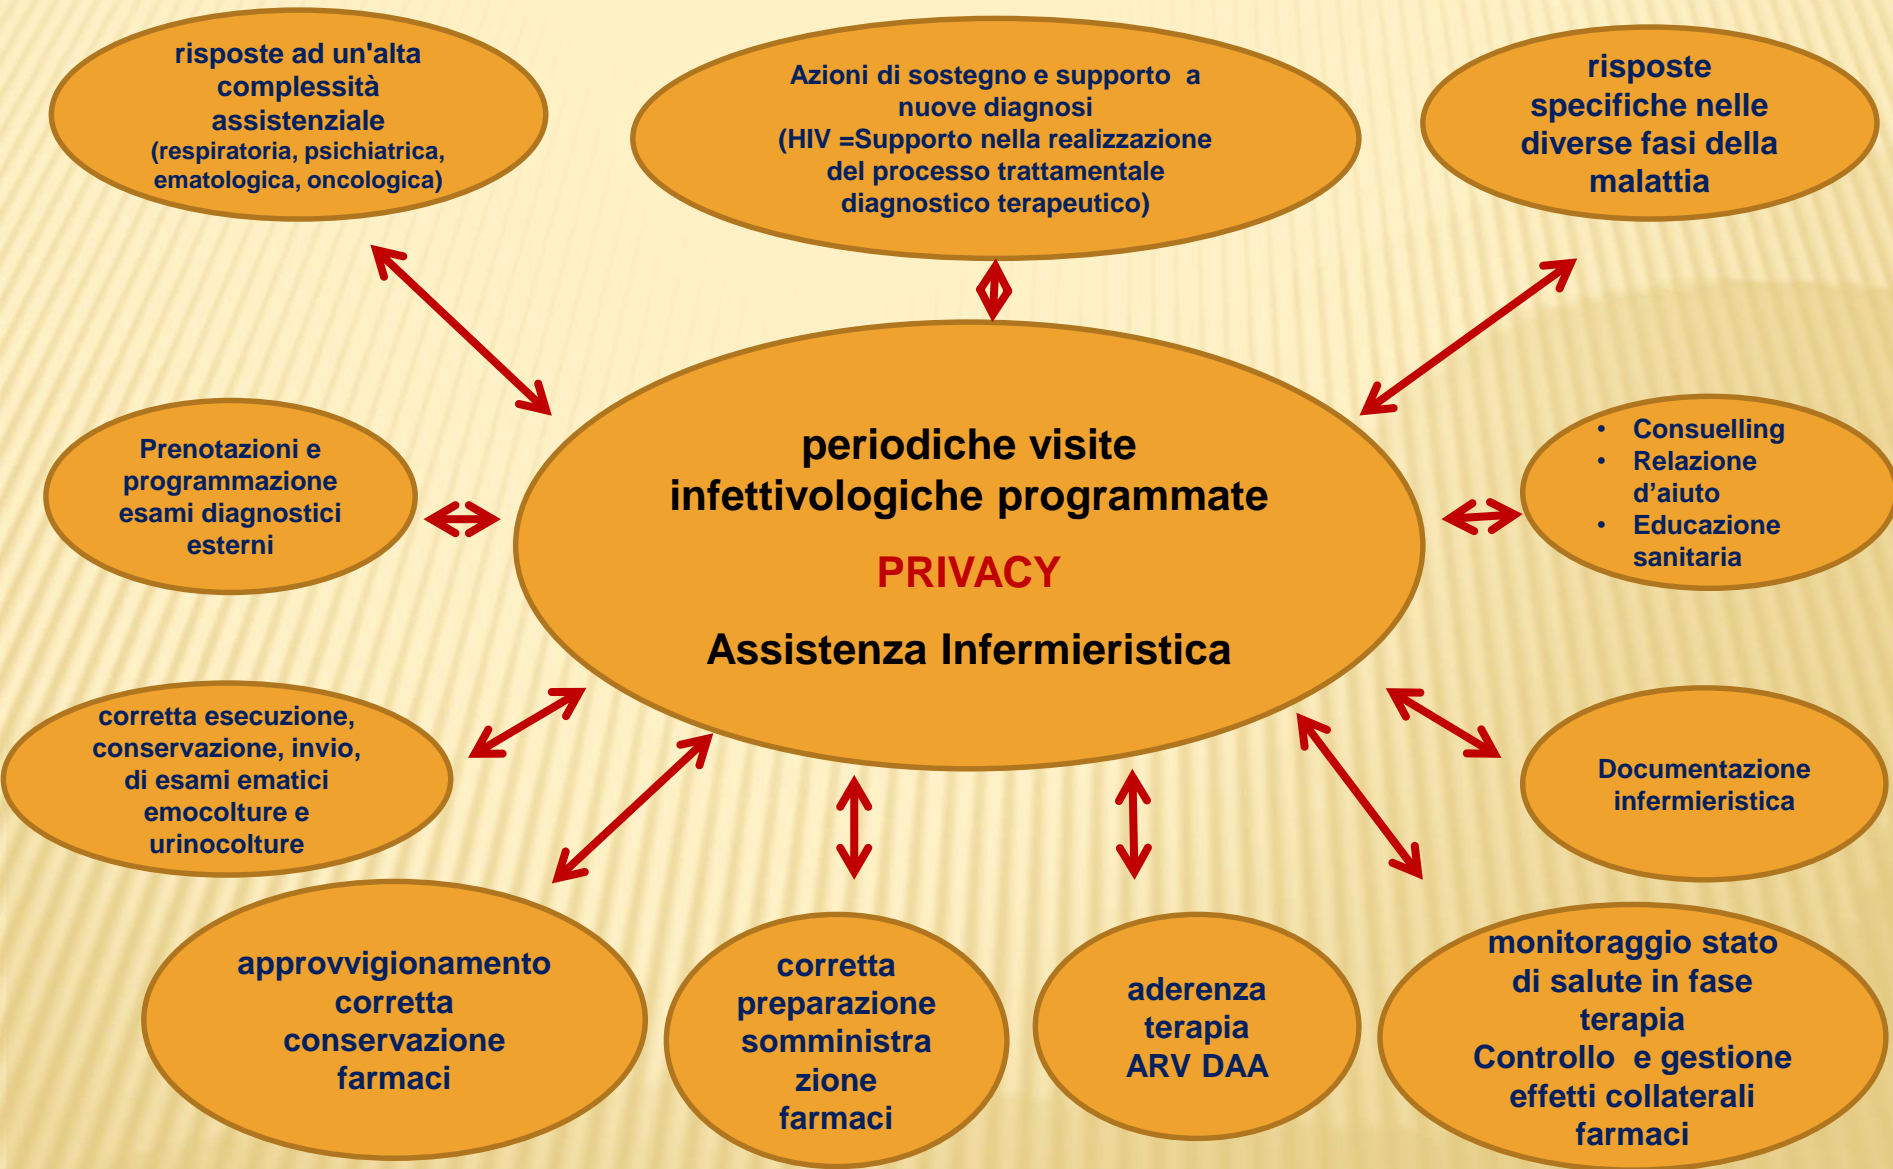 risposte ad un'alta
complessità
assistenziale
(respiratoria, psichiatrica,
ematologica, oncologica)
Azioni di sostegno e supporto a
nuove diagnosi
(HIV =Supporto nella realizzazione
del processo trattamentale
diagnostico terapeutico)
risposte
specifiche nelle
diverse fasi della
malattia
Prenotazioni e
programmazione
esami diagnostici
esterni
periodiche visite
infettivologiche programmate
PRIVACY
Assistenza Infermieristica
• Consuelling
• Relazione
d’aiuto
• Educazione
sanitaria
corretta esecuzione,
conservazione, invio,
di esami ematici
emocolture e
urinocolture
Documentazione
infermieristica
approvvigionamento
corretta
conservazione
farmaci
corretta
preparazione
somministra
zione
farmaci
aderenza
terapia
ARV DAA
monitoraggio stato
di salute in fase
terapia
Controllo e gestione
effetti collaterali
farmaci